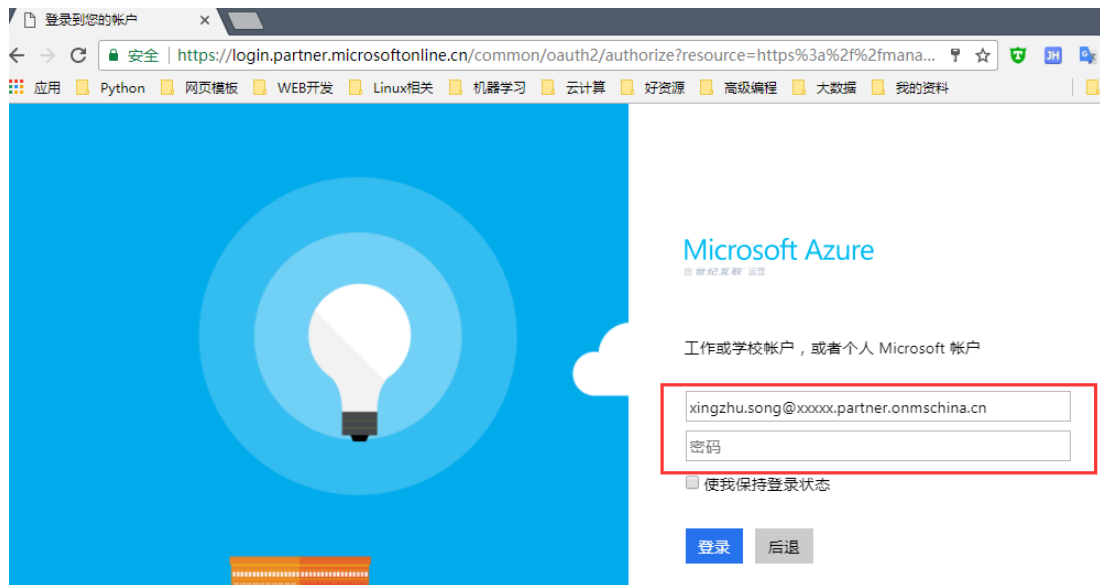 登录到您的帐户
安全 https://login.partner.microsoftonline.cn/common/oauth2/authorize?resource=https%3a%2f%2fmana... JH
应用 Python 网页模板 WEB开发 Linux相关 机器学习 云计算 好资源 高级编程 大数据 我的资料
Microsoft Azure
由 世纪互联 运营
工作或学校帐户，或者个人 Microsoft 帐户
xingzhu.song@xxxxx.partner.onmschina.cn
密码
使我保持登录状态
登录 后退